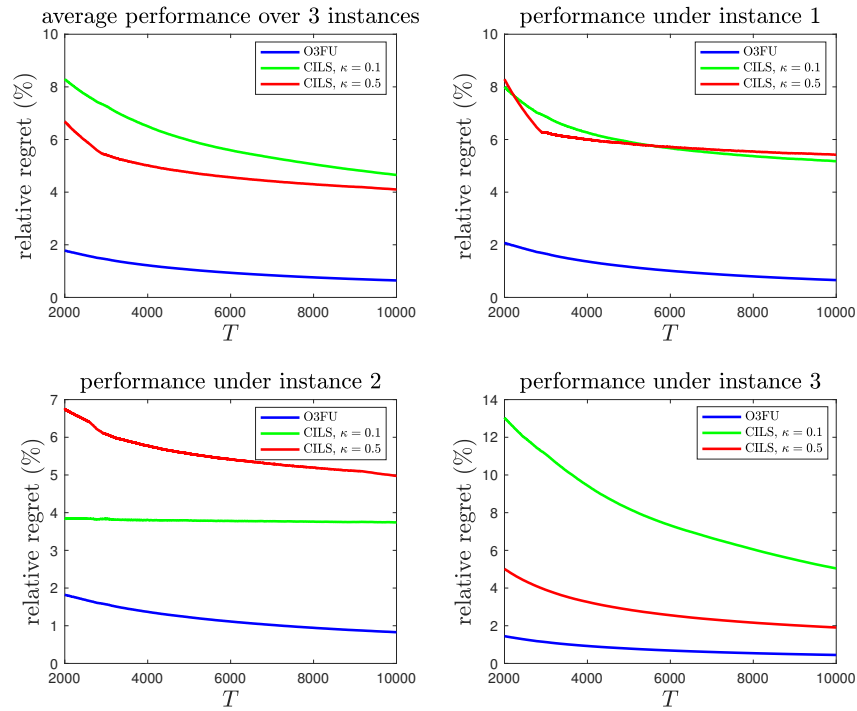 average performance over 3 instances
10
8
6
4
2
0
relative regret (%)
O3FU
CILS, κ = 0.1
CILS, κ = 0.5
2000 4000 6000 8000 10000
T
performance under instance 1
10
8
6
4
2
0
relative regret (%)
O3FU
CILS, κ = 0.1
CILS, κ = 0.5
2000 4000 6000 8000 10000
T
performance under instance 2
7
6
5
4
3
2
1
0
relative regret (%)
O3FU
CILS, κ = 0.1
CILS, κ = 0.5
2000 4000 6000 8000 10000
T
performance under instance 3
14
12
10
8
6
4
2
0
relative regret (%)
O3FU
CILS, κ = 0.1
CILS, κ = 0.5
2000 4000 6000 8000 10000
T